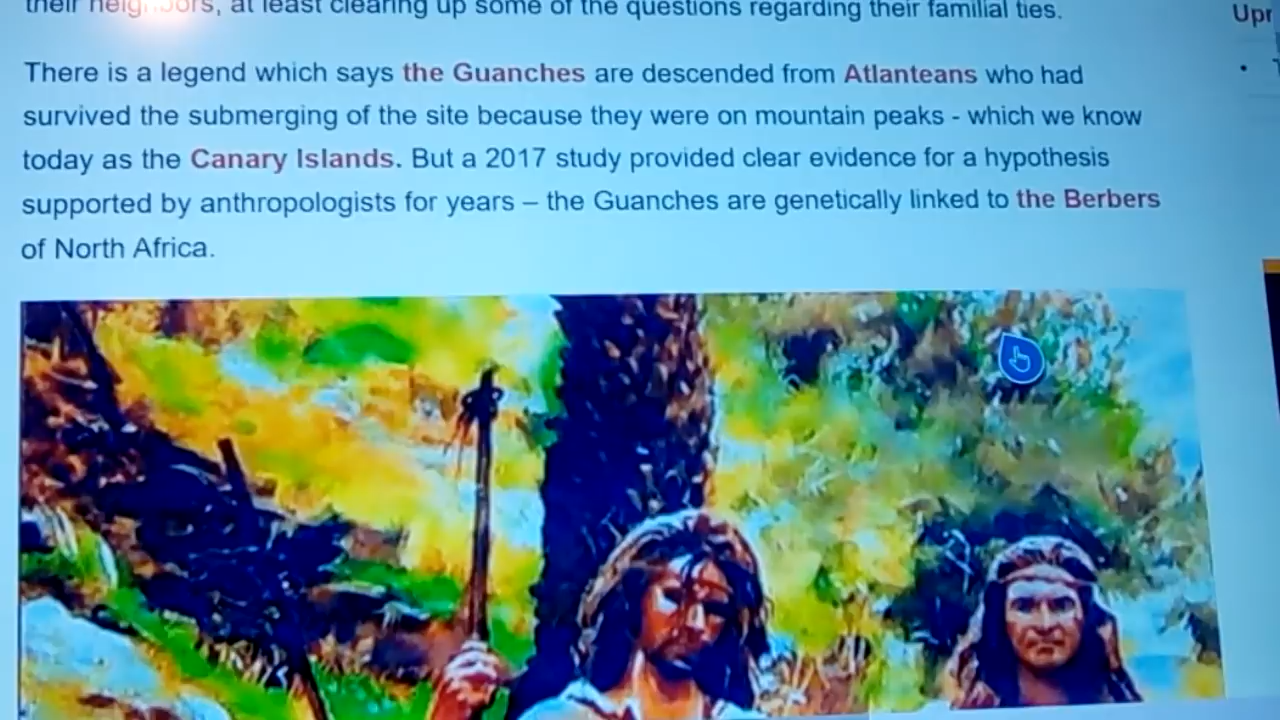 their neighbors, at least clearing up some of the questions regarding their familial ties.
Upr
There is a legend which says the Guanches are descended from Atlanteans who had
survived the submerging of the site because they were on mountain peaks - which we know
today as the Canary Islands. But a 2017 study provided clear evidence for a hypothesis
supported by anthropologists for years – the Guanches are genetically linked to the Berbers
of North Africa.